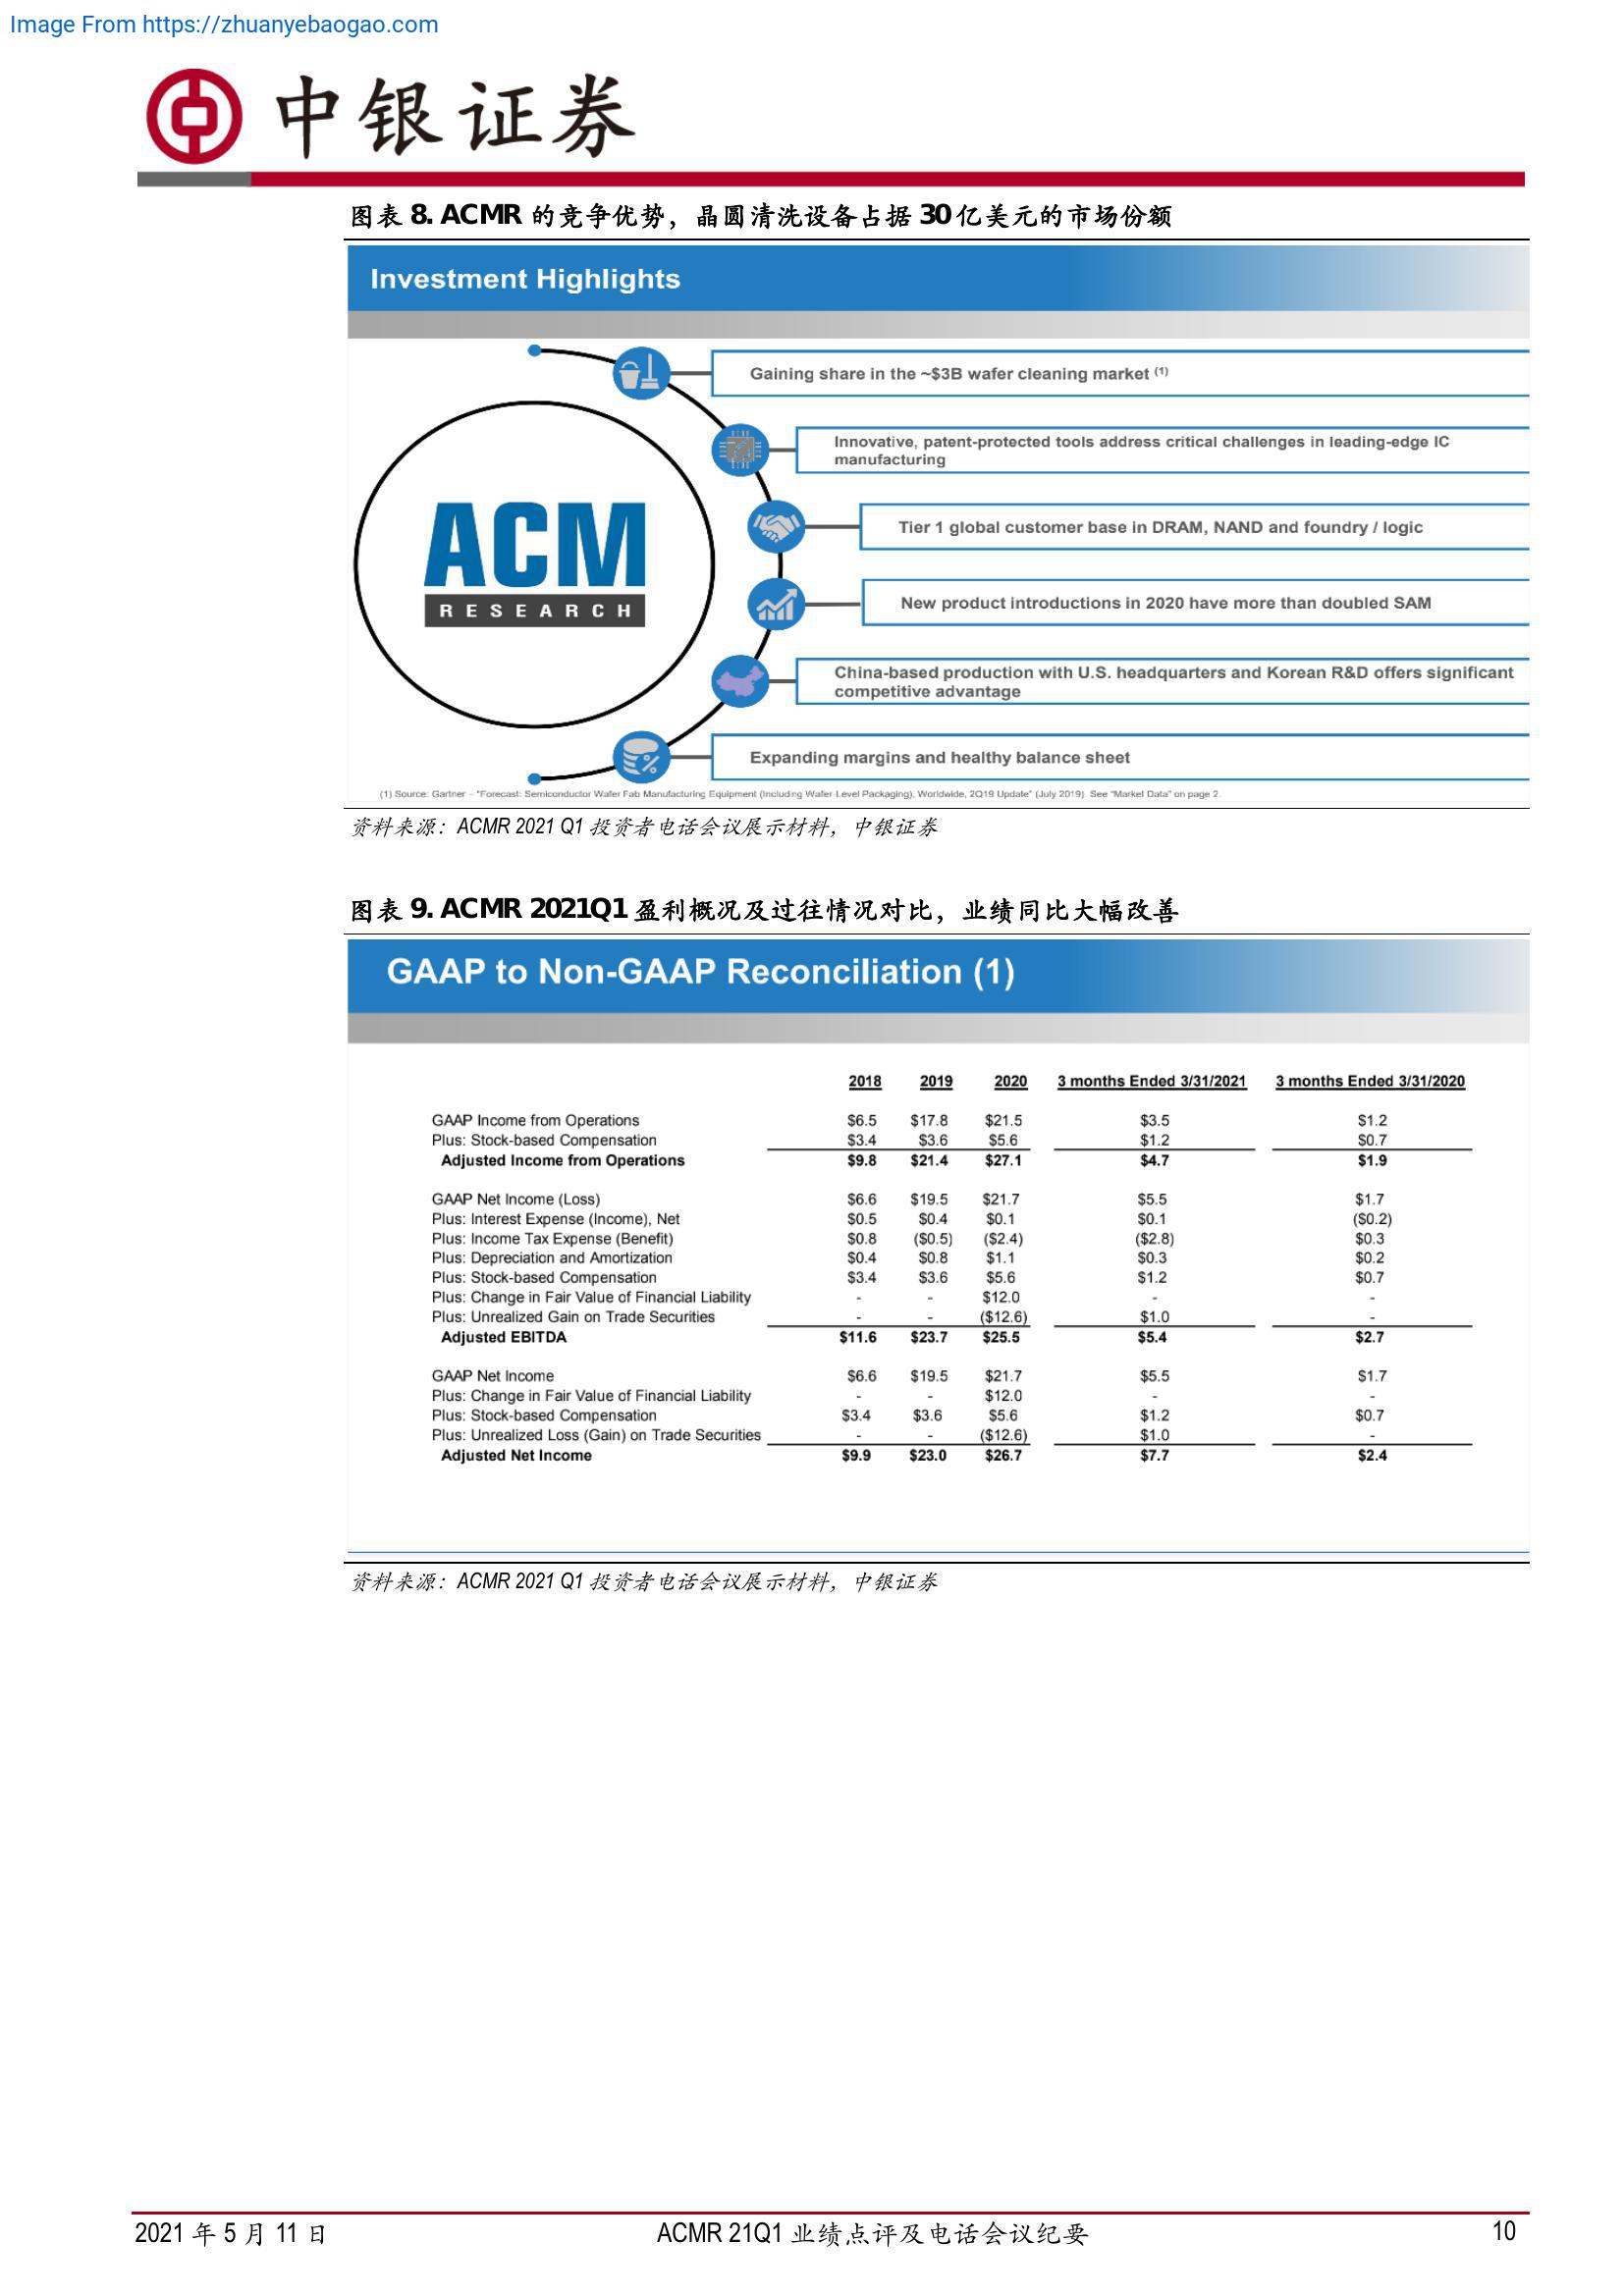 Image From https://zhuanyebaogao.com
中银证券
图表 8. ACMR 的竞争优势，晶圆清洗设备占据 30 亿美元的市场份额
Investment Highlights
Gaining share in the ~$3B wafer cleaning market (1)
Innovative, patent-protected tools address critical challenges in leading-edge IC
manufacturing
Tier 1 global customer base in DRAM, NAND and foundry / logic
ACM
RESEARCH
New product introductions in 2020 have more than doubled SAM
China-based production with U.S. headquarters and Korean R&D offers significant
competitive advantage
Expanding margins and healthy balance sheet
(1) Source: Gartner – "Forecast: Semiconductor Wafer Fab Manufacturing Equipment (Including Wafer Level Packaging), Worldwide, 2Q19 Update" (July 2019) See "Market Data" on page 2.
资料来源：ACMR 2021 Q1 投资者电话会议展示材料，中银证券
图表 9. ACMR 2021Q1 盈利概况及过往情况对比，业绩同比大幅改善
GAAP to Non-GAAP Reconciliation (1)
2018 2019 2020 3 months Ended 3/31/2021 3 months Ended 3/31/2020
GAAP Income from Operations $6.5 $17.8 $21.5 $3.5 $1.2
Plus: Stock-based Compensation $3.4 $3.6 $5.6 $1.2 $0.7
Adjusted Income from Operations $9.8 $21.4 $27.1 $4.7 $1.9
GAAP Net Income (Loss) $6.6 $19.5 $21.7 $5.5 $1.7
Plus: Interest Expense (Income), Net $0.5 $0.4 $0.1 $0.1 ($0.2)
Plus: Income Tax Expense (Benefit) $0.8 ($0.5) ($2.4) ($2.8) $0.3
Plus: Depreciation and Amortization $0.4 $0.8 $1.1 $0.3 $0.2
Plus: Stock-based Compensation $3.4 $3.6 $5.6 $1.2 $0.7
Plus: Change in Fair Value of Financial Liability - - $12.0 - -
Plus: Unrealized Gain on Trade Securities - - ($12.6) $1.0 -
Adjusted EBITDA $11.6 $23.7 $25.5 $5.4 $2.7
GAAP Net Income $6.6 $19.5 $21.7 $5.5 $1.7
Plus: Change in Fair Value of Financial Liability - - $12.0 - -
Plus: Stock-based Compensation $3.4 $3.6 $5.6 $1.2 $0.7
Plus: Unrealized Loss (Gain) on Trade Securities - - ($12.6) $1.0 -
Adjusted Net Income $9.9 $23.0 $26.7 $7.7 $2.4
资料来源：ACMR 2021 Q1 投资者电话会议展示材料，中银证券
2021 年 5 月 11 日 ACMR 21Q1 业绩点评及电话会议纪要 10